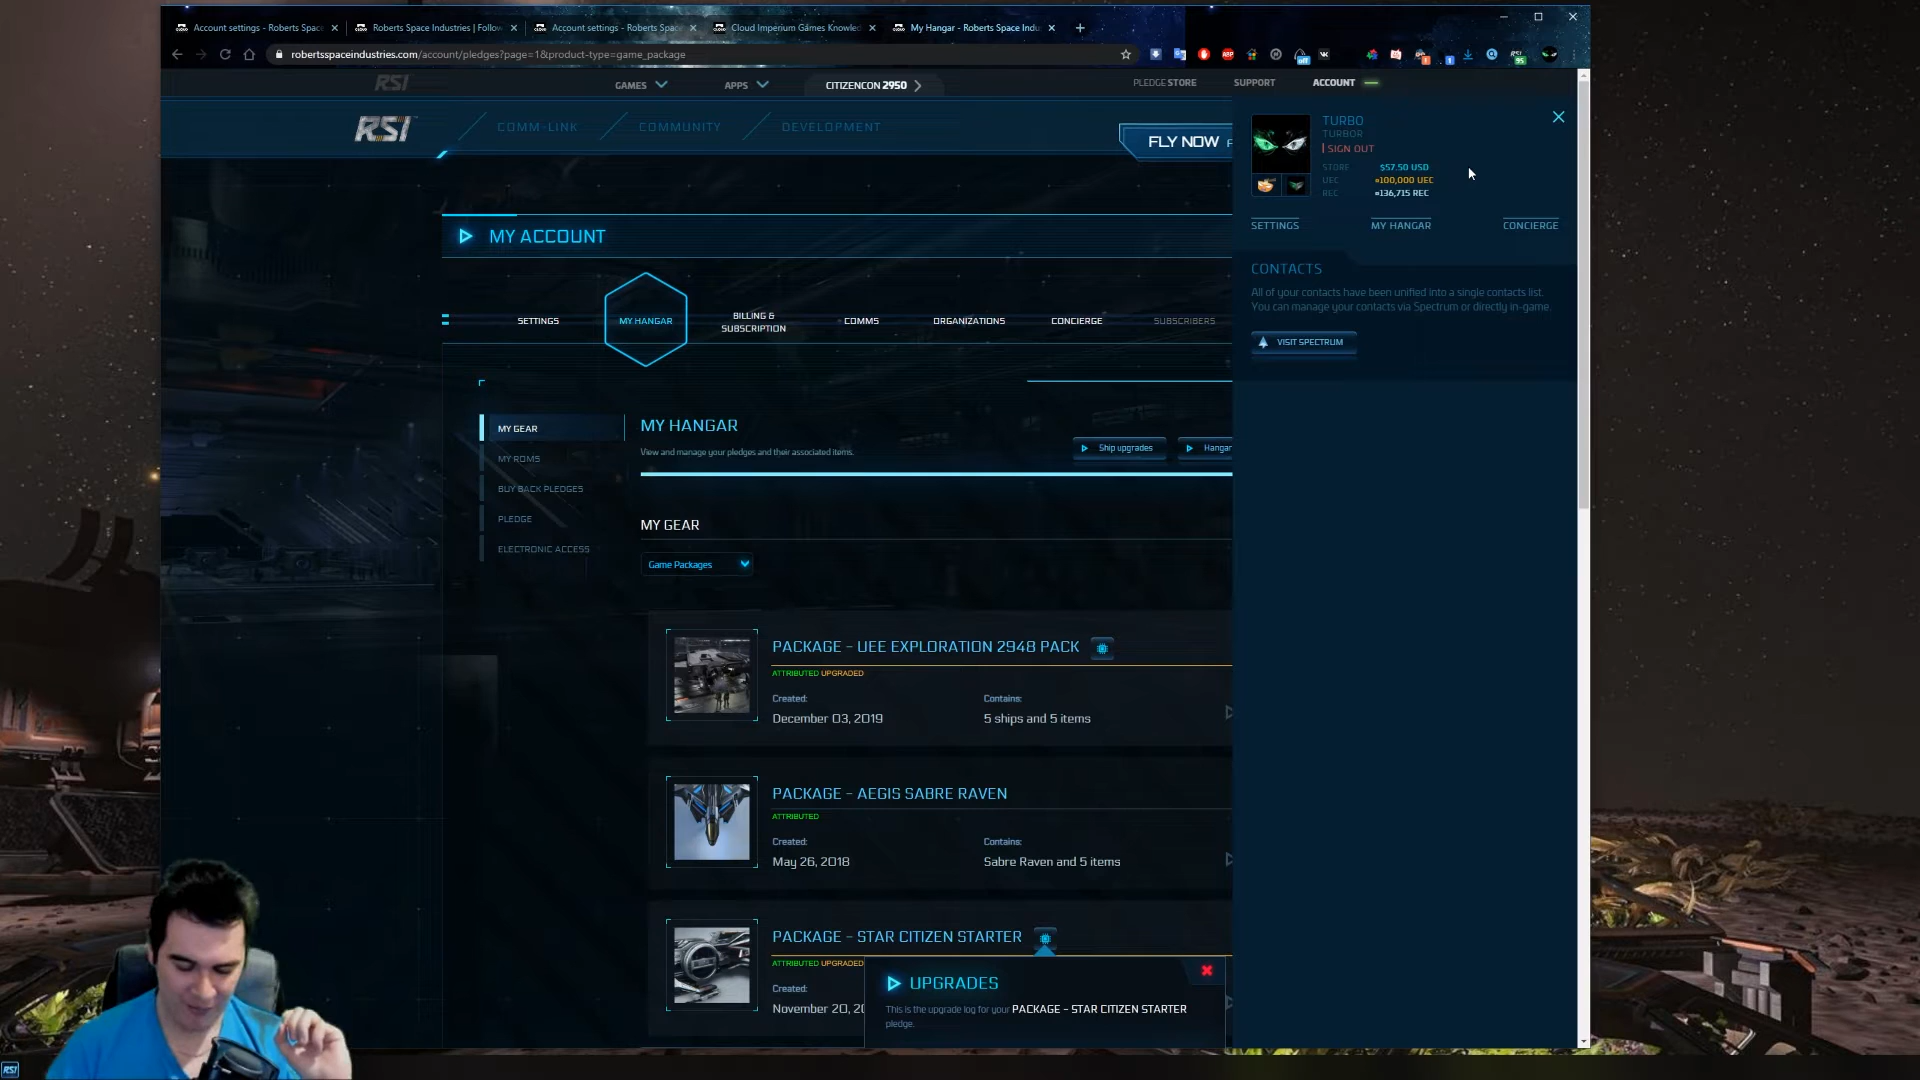 Account settings - Roberts Space
Roberts Space Industries | Follow
Account settings - Roberts Space
Cloud Imperium Games Knowled
My Hangar - Roberts Space Indu
robertsspaceindustries.com/account/pledges?page=1&product-type=game_package
RSI
GAMES
APPS
CITIZENCON 2950
PLEDGE STORE
SUPPORT
ACCOUNT
RSI
COMM-LINK
COMMUNITY
DEVELOPMENT
FLY NOW
TURBO
TURBOR
SIGN OUT
STORE $57.50 USD
UEC ¤100,000 UEC
REC ¤136,715 REC
SETTINGS
MY HANGAR
CONCIERGE
CONTACTS
All of your contacts have been unified into a single contacts list.
You can manage your contacts via Spectrum or directly in-game.
VISIT SPECTRUM
MY ACCOUNT
SETTINGS
MY HANGAR
BILLING &
SUBSCRIPTION
COMMS
ORGANIZATIONS
CONCIERGE
SUBSCRIBERS
MY GEAR
MY ROMS
BUY BACK PLEDGES
PLEDGE
ELECTRONIC ACCESS
MY HANGAR
View and manage your pledges and their associated items.
Ship upgrades
Hangar
MY GEAR
Game Packages
PACKAGE - UEE EXPLORATION 2948 PACK
ATTRIBUTED UPGRADED
Created:
Contains:
December 03, 2019
5 ships and 5 items
PACKAGE - AEGIS SABRE RAVEN
ATTRIBUTED
Created:
Contains:
May 26, 2018
Sabre Raven and 5 items
PACKAGE - STAR CITIZEN STARTER
ATTRIBUTED UPGRADED
Created:
November 20, 20
UPGRADES
This is the upgrade log for your PACKAGE - STAR CITIZEN STARTER
pledge.
RSI